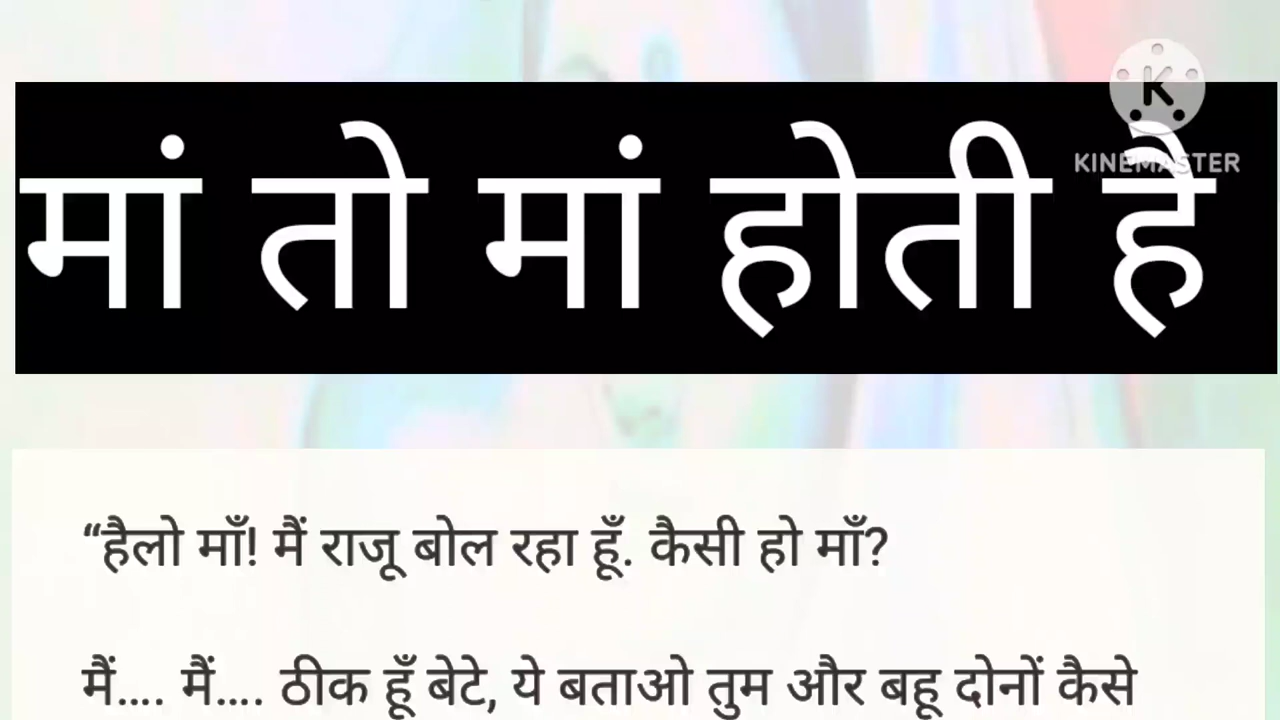 मां तो मां होती है
KINEMASTER
“हैलो माँ! मैं राजू बोल रहा हूँ. कैसी हो माँ?
मैं.... मैं.... ठीक हूँ बेटे, ये बताओ तुम और बहू दोनों कैसे